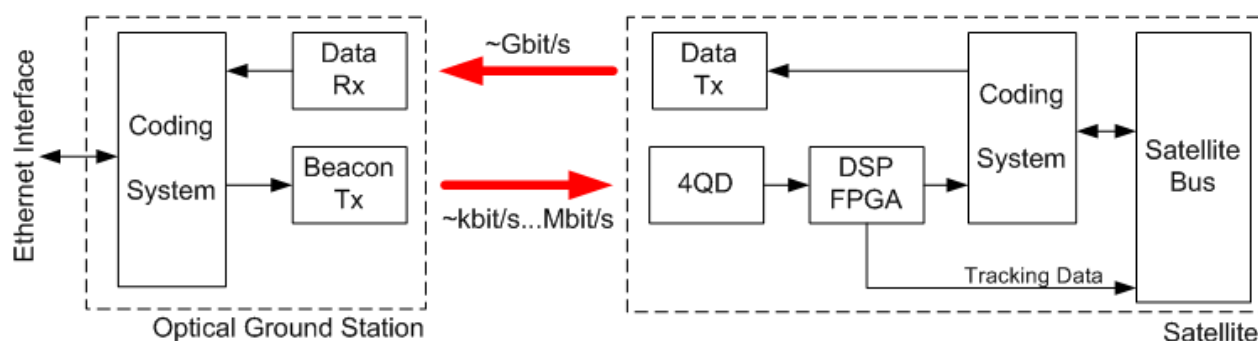 Ethernet Interface
Coding
System
Data
Rx
Beacon
Tx
Optical Ground Station
~Gbit/s
~kbit/s...Mbit/s
Data
Tx
4QD
DSP
FPGA
Coding
System
Satellite
Bus
Tracking Data
Satellite